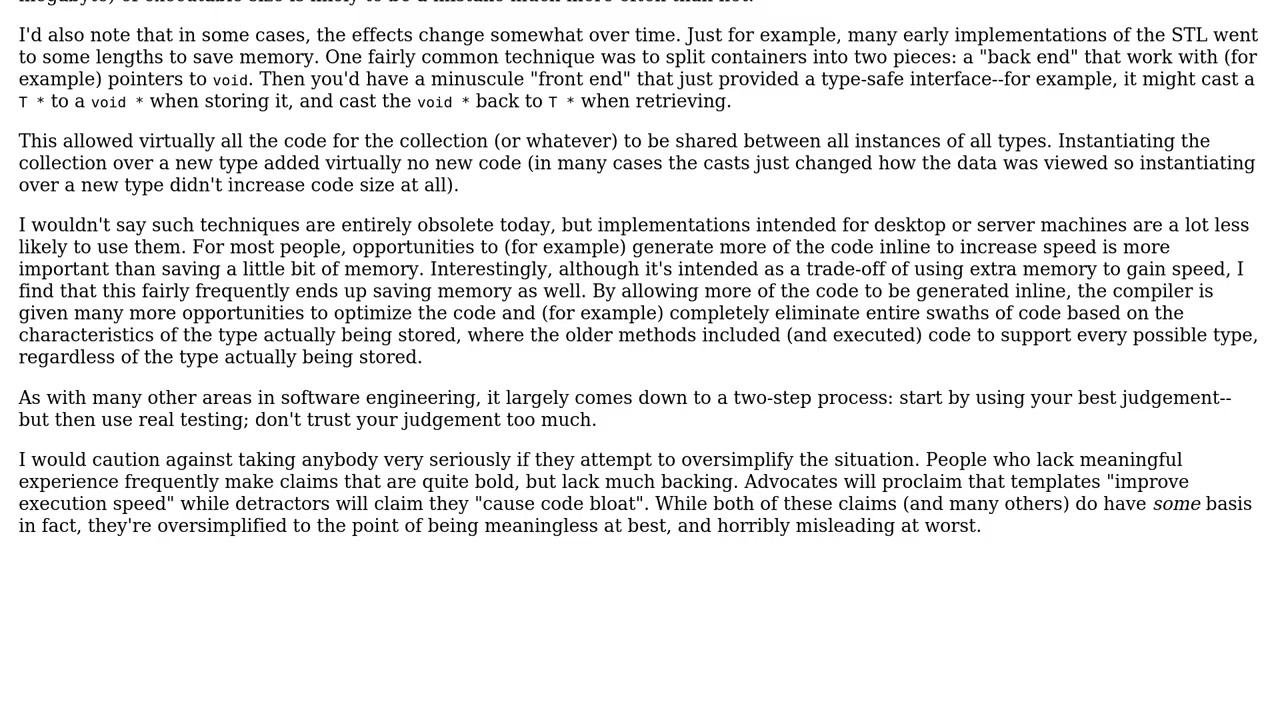 megabyte) of executable size is likely to be a mistake much more often than not.
I'd also note that in some cases, the effects change somewhat over time. Just for example, many early implementations of the STL went
to some lengths to save memory. One fairly common technique was to split containers into two pieces: a "back end" that work with (for
example) pointers to void. Then you'd have a minuscule "front end" that just provided a type-safe interface--for example, it might cast a
T * to a void * when storing it, and cast the void * back to T * when retrieving.
This allowed virtually all the code for the collection (or whatever) to be shared between all instances of all types. Instantiating the
collection over a new type added virtually no new code (in many cases the casts just changed how the data was viewed so instantiating
over a new type didn't increase code size at all).
I wouldn't say such techniques are entirely obsolete today, but implementations intended for desktop or server machines are a lot less
likely to use them. For most people, opportunities to (for example) generate more of the code inline to increase speed is more
important than saving a little bit of memory. Interestingly, although it's intended as a trade-off of using extra memory to gain speed, I
find that this fairly frequently ends up saving memory as well. By allowing more of the code to be generated inline, the compiler is
given many more opportunities to optimize the code and (for example) completely eliminate entire swaths of code based on the
characteristics of the type actually being stored, where the older methods included (and executed) code to support every possible type,
regardless of the type actually being stored.
As with many other areas in software engineering, it largely comes down to a two-step process: start by using your best judgement--
but then use real testing; don't trust your judgement too much.
I would caution against taking anybody very seriously if they attempt to oversimplify the situation. People who lack meaningful
experience frequently make claims that are quite bold, but lack much backing. Advocates will proclaim that templates "improve
execution speed" while detractors will claim they "cause code bloat". While both of these claims (and many others) do have some basis
in fact, they're oversimplified to the point of being meaningless at best, and horribly misleading at worst.